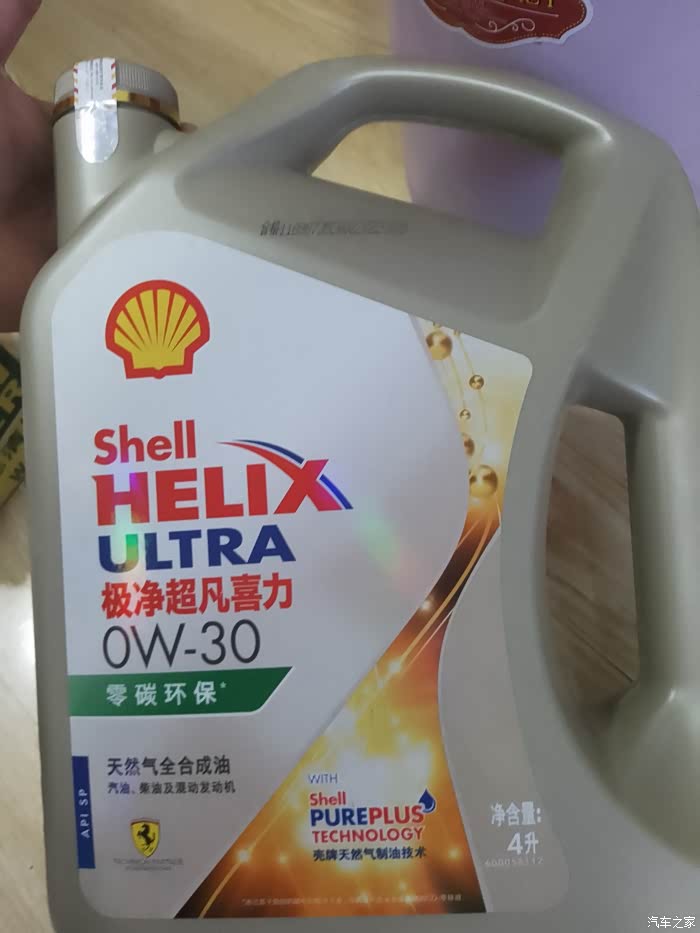 Shell
HELIX
ULTRA
极净超凡喜力
0W-30
零碳环保*
天然气全合成油
汽油、柴油及混动发动机
API SP
WITH
Shell
PUREPLUS
TECHNOLOGY
壳牌天然气制油技术
净含量:
4升
600058112
汽车之家